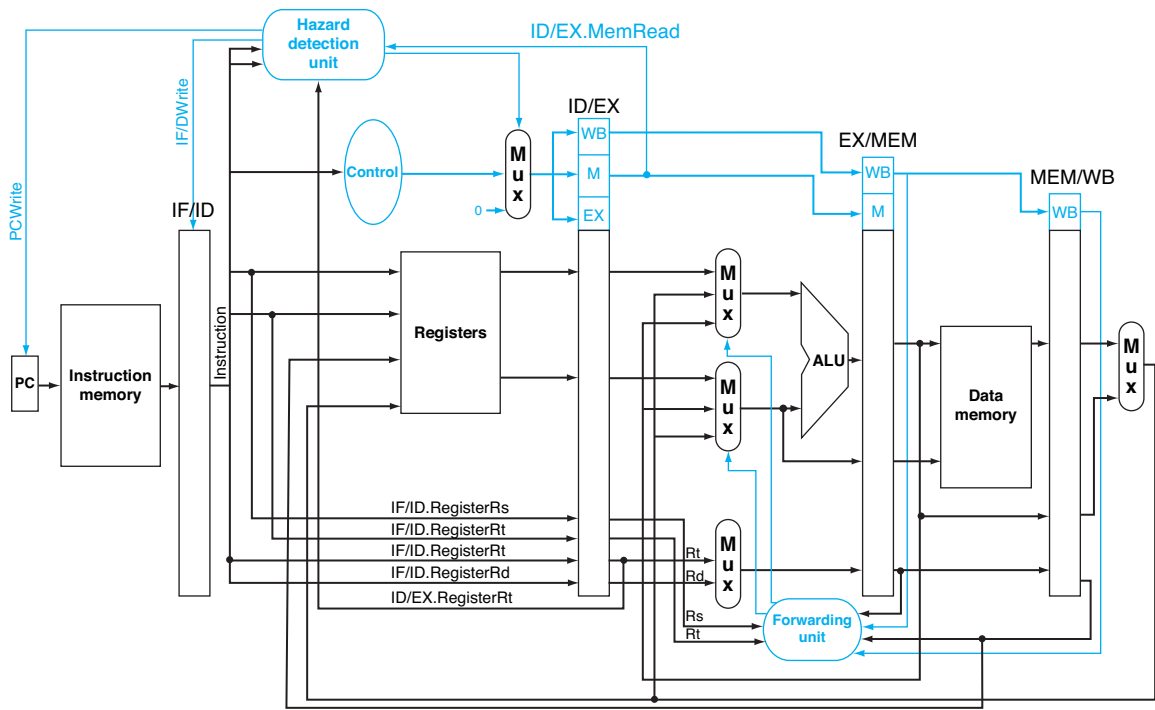 Hazard
detection
unit
ID/EX.MemRead
ID/EX
IF/DWrite
PCWrite
Control
M
u
x
0
WB
M
EX
EX/MEM
WB
M
MEM/WB
WB
IF/ID
PC
Instruction
memory
Instruction
Registers
M
u
x
M
u
x
ALU
Data
memory
M
u
x
IF/ID.RegisterRs
IF/ID.RegisterRt
IF/ID.RegisterRt
IF/ID.RegisterRd
ID/EX.RegisterRt
Rt
Rd
M
u
x
Rs
Rt
Forwarding
unit